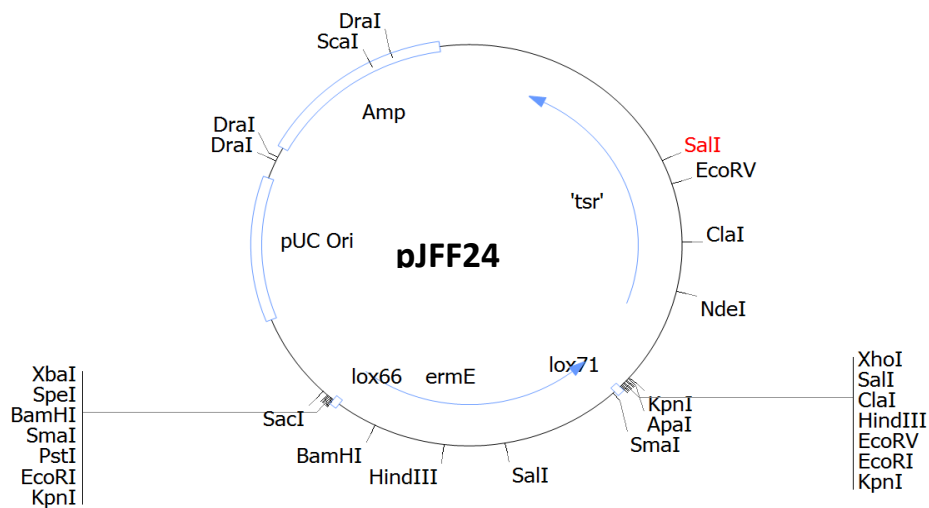 DraI
ScaI
Amp
DraI
DraI
SalI
EcoRV
'tsr'
pUC Ori
pJFF24
ClaI
NdeI
lox66 ermE lox71
XbaI
SpeI
BamHI
SmaI
PstI
EcoRI
KpnI
SacI
BamHI
HindIII
SalI
SmaI
ApaI
KpnI
XhoI
SalI
ClaI
HindIII
EcoRV
EcoRI
KpnI